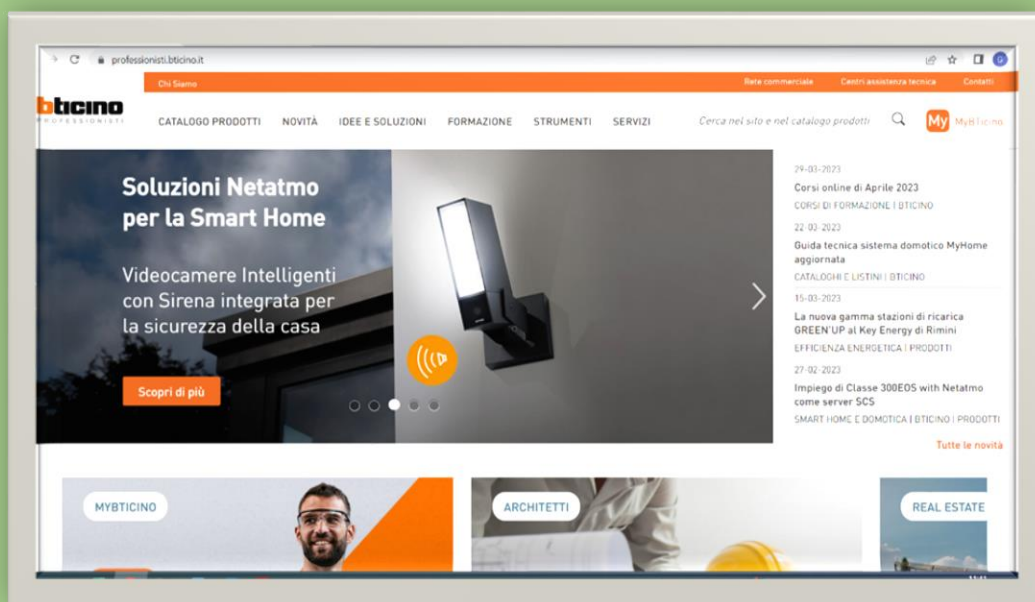 professionisti.bticino.it
Chi Siamo
Rete commerciale Centri assistenza tecnica Contatti
bticino
PROFESSIONISTI
CATALOGO PRODOTTI NOVITÀ IDEE E SOLUZIONI FORMAZIONE STRUMENTI SERVIZI
Cerca nel sito e nel catalogo prodotti
My MyBTicino
Soluzioni Netatmo
per la Smart Home
Videocamere Intelligenti
con Sirena integrata per
la sicurezza della casa
Scopri di più
29-03-2023
Corsi online di Aprile 2023
CORSI DI FORMAZIONE | BTICINO
22-03-2023
Guida tecnica sistema domotico MyHome
aggiornata
CATALOGHI E LISTINI | BTICINO
15-03-2023
La nuova gamma stazioni di ricarica
GREEN'UP al Key Energy di Rimini
EFFICIENZA ENERGETICA | PRODOTTI
27-02-2023
Impiego di Classe 300EOS with Netatmo
come server SCS
SMART HOME E DOMOTICA | BTICINO | PRODOTTI
Tutte le novità
MYBTICINO
ARCHITETTI
REAL ESTATE